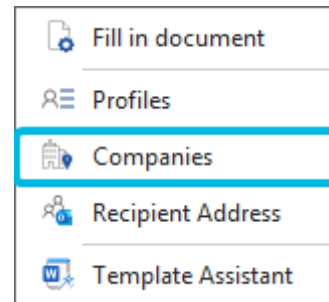 Fill in document
Profiles
Companies
Recipient Address
Template Assistant